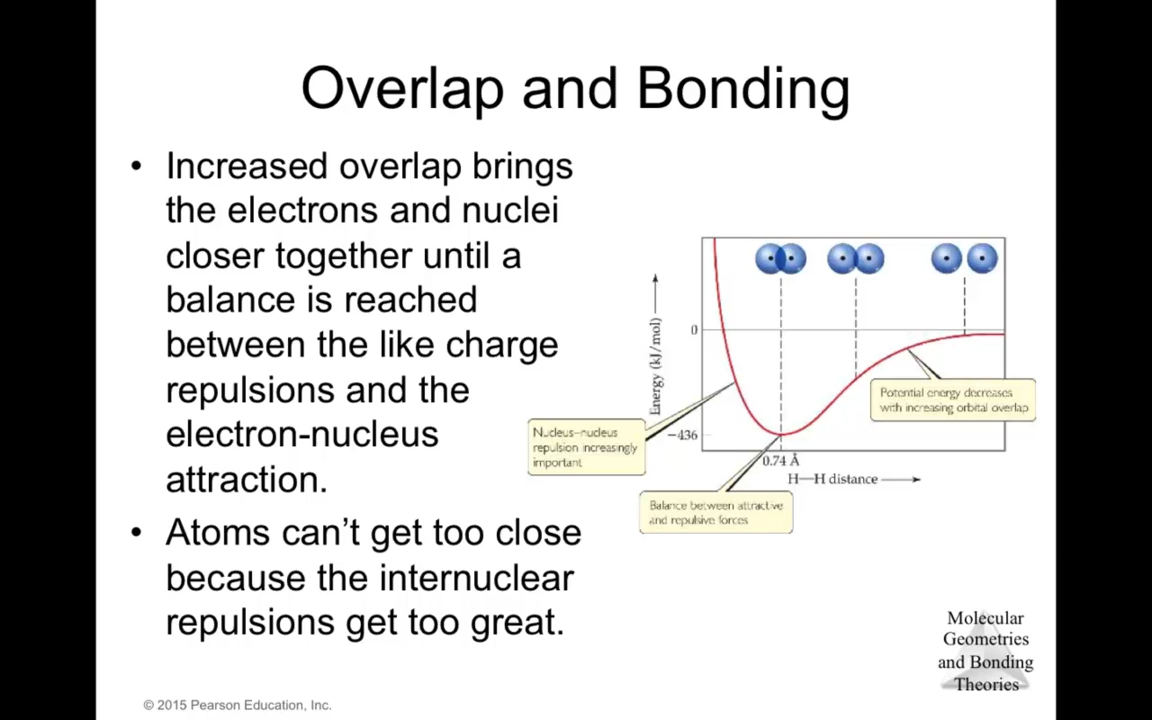 Overlap and Bonding
• Increased overlap brings
the electrons and nuclei
closer together until a
balance is reached
between the like charge
repulsions and the
electron-nucleus
attraction.
• Atoms can't get too close
because the internuclear
repulsions get too great.
Energy (kJ/mol)
0
−436
Potential energy decreases
with increasing orbital overlap
Nucleus–nucleus
repulsion increasingly
important
0.74 Å
H—H distance
Balance between attractive
and repulsive forces
Molecular
Geometries
and Bonding
Theories
© 2015 Pearson Education, Inc.